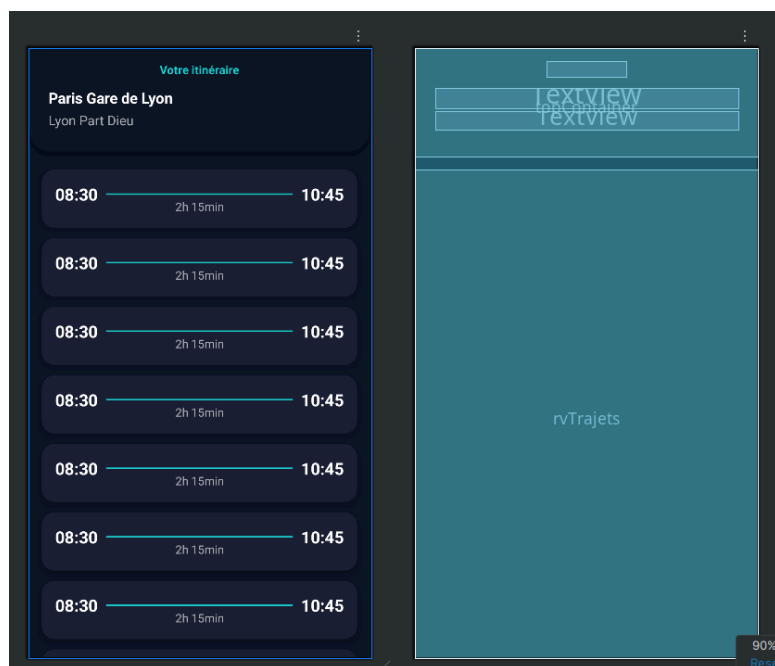 Votre itinéraire
Paris Gare de Lyon
Lyon Part Dieu
08:30 10:45
2h 15min
08:30 10:45
2h 15min
08:30 10:45
2h 15min
08:30 10:45
2h 15min
08:30 10:45
2h 15min
08:30 10:45
2h 15min
08:30 10:45
2h 15min
TextView
topContainer
TextView
rvTrajets
90%